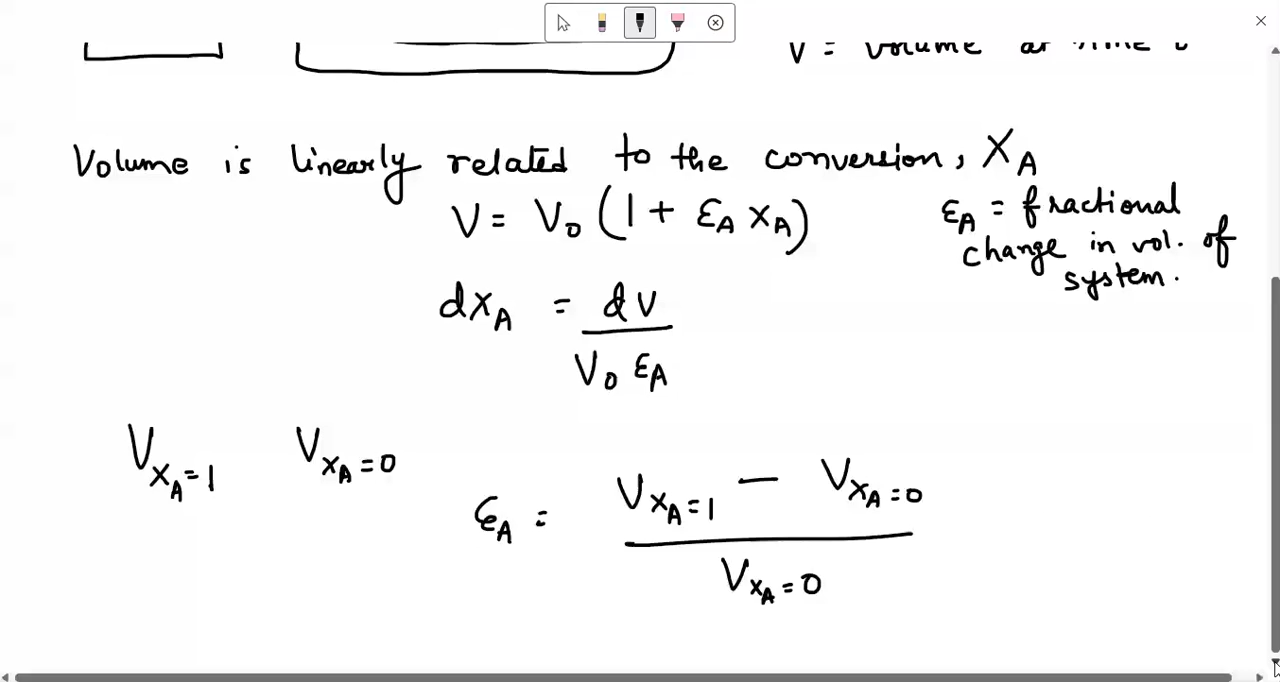 V = volume at time t
Volume is linearly related to the conversion, X_A
V = V_0 (1 + ε_A X_A)
ε_A = fractional
change in vol. of
system.
dX_A = dV
V_0 ε_A
V_{X_A=1} V_{X_A=0}
ε_A = V_{X_A=1} - V_{X_A=0}
V_{X_A=0}